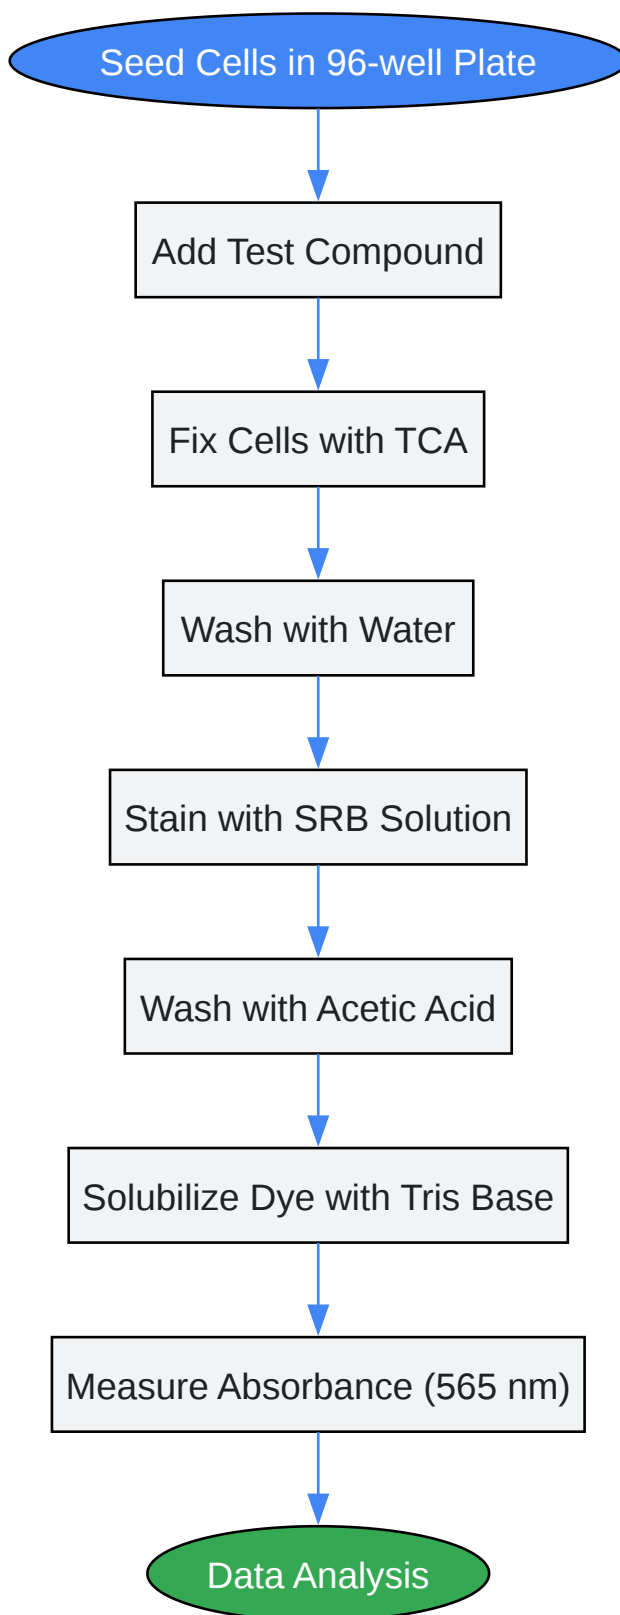 Seed Cells in 96-well Plate
Add Test Compound
Fix Cells with TCA
Wash with Water
Stain with SRB Solution
Wash with Acetic Acid
Solubilize Dye with Tris Base
Measure Absorbance (565 nm)
Data Analysis